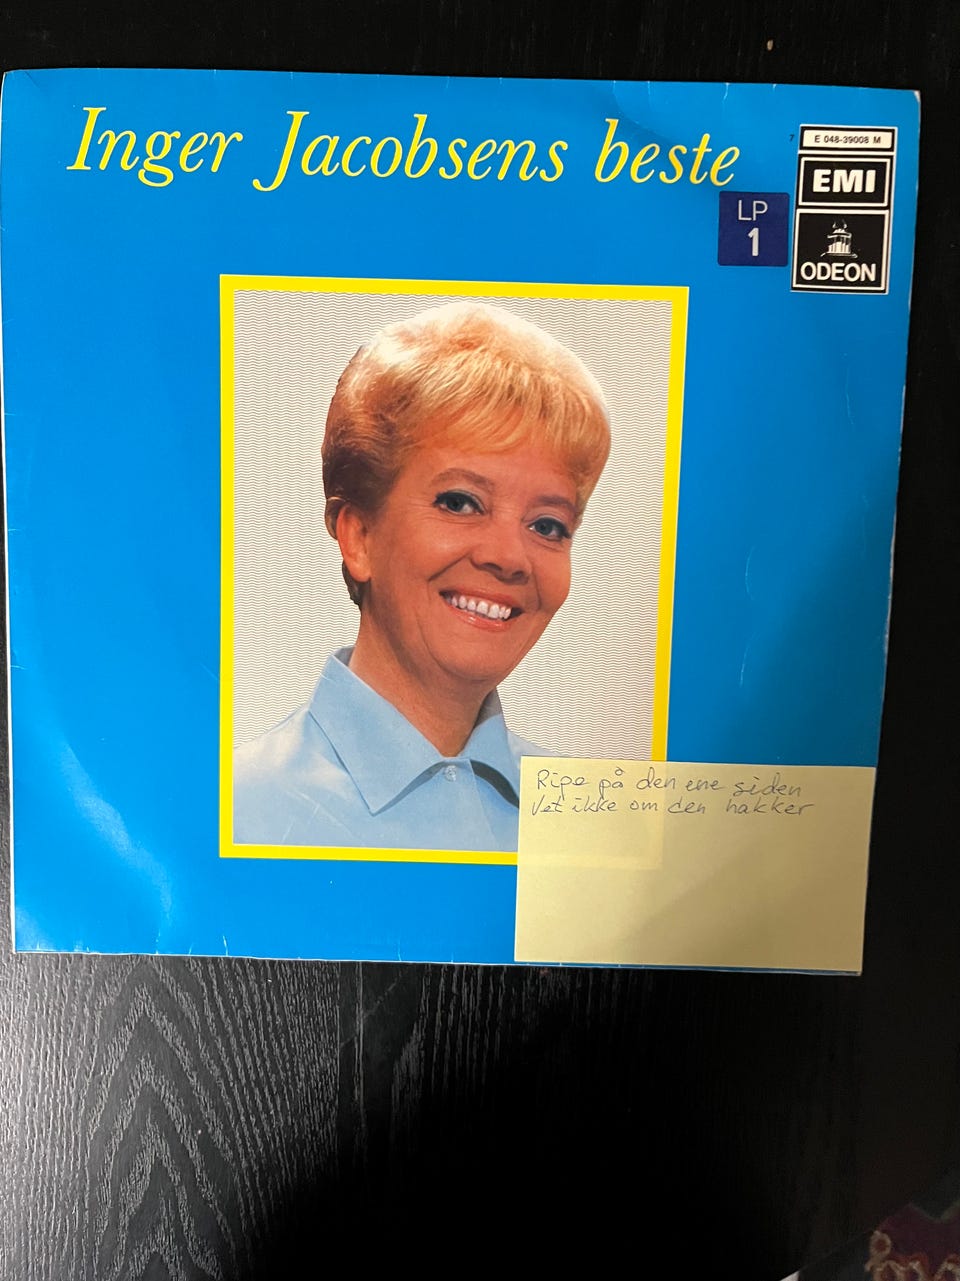 Inger Jacobsens beste
7
E 048-39008 M
EMI
ODEON
LP
1
Ripe på den ene siden
Vet ikke om den hakker